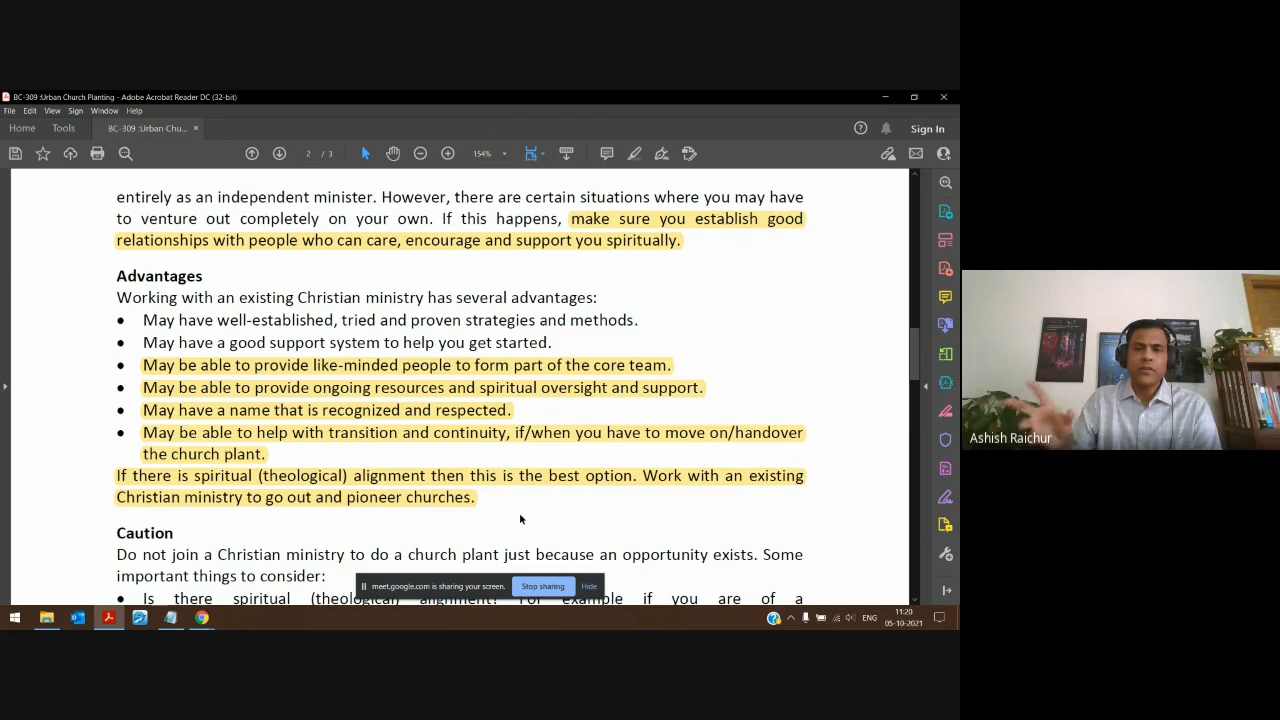 BC-309 :Urban Church Planting - Adobe Acrobat Reader DC (32-bit)
File Edit View Sign Window Help
Home Tools BC-309 :Urban Chu... × Sign In
2 / 3 154%
entirely as an independent minister. However, there are certain situations where you may have
to venture out completely on your own. If this happens, make sure you establish good
relationships with people who can care, encourage and support you spiritually.
Advantages
Working with an existing Christian ministry has several advantages:
• May have well-established, tried and proven strategies and methods.
• May have a good support system to help you get started.
• May be able to provide like-minded people to form part of the core team.
• May be able to provide ongoing resources and spiritual oversight and support.
• May have a name that is recognized and respected.
• May be able to help with transition and continuity, if/when you have to move on/handover
the church plant.
If there is spiritual (theological) alignment then this is the best option. Work with an existing
Christian ministry to go out and pioneer churches.
Caution
Do not join a Christian ministry to do a church plant just because an opportunity exists. Some
important things to consider:
• Is there spiritual (theological) alignment? For example if you are of a
meet.google.com is sharing your screen. Stop sharing Hide
ENG
11:20
05-10-2021
Ashish Raichur